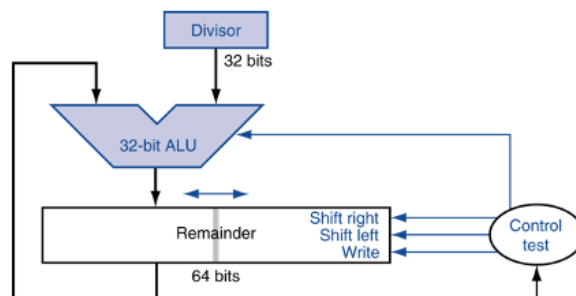 Divisor
32 bits
32-bit ALU
Shift right
Remainder
Shift left
Control
test
Write
64 bits